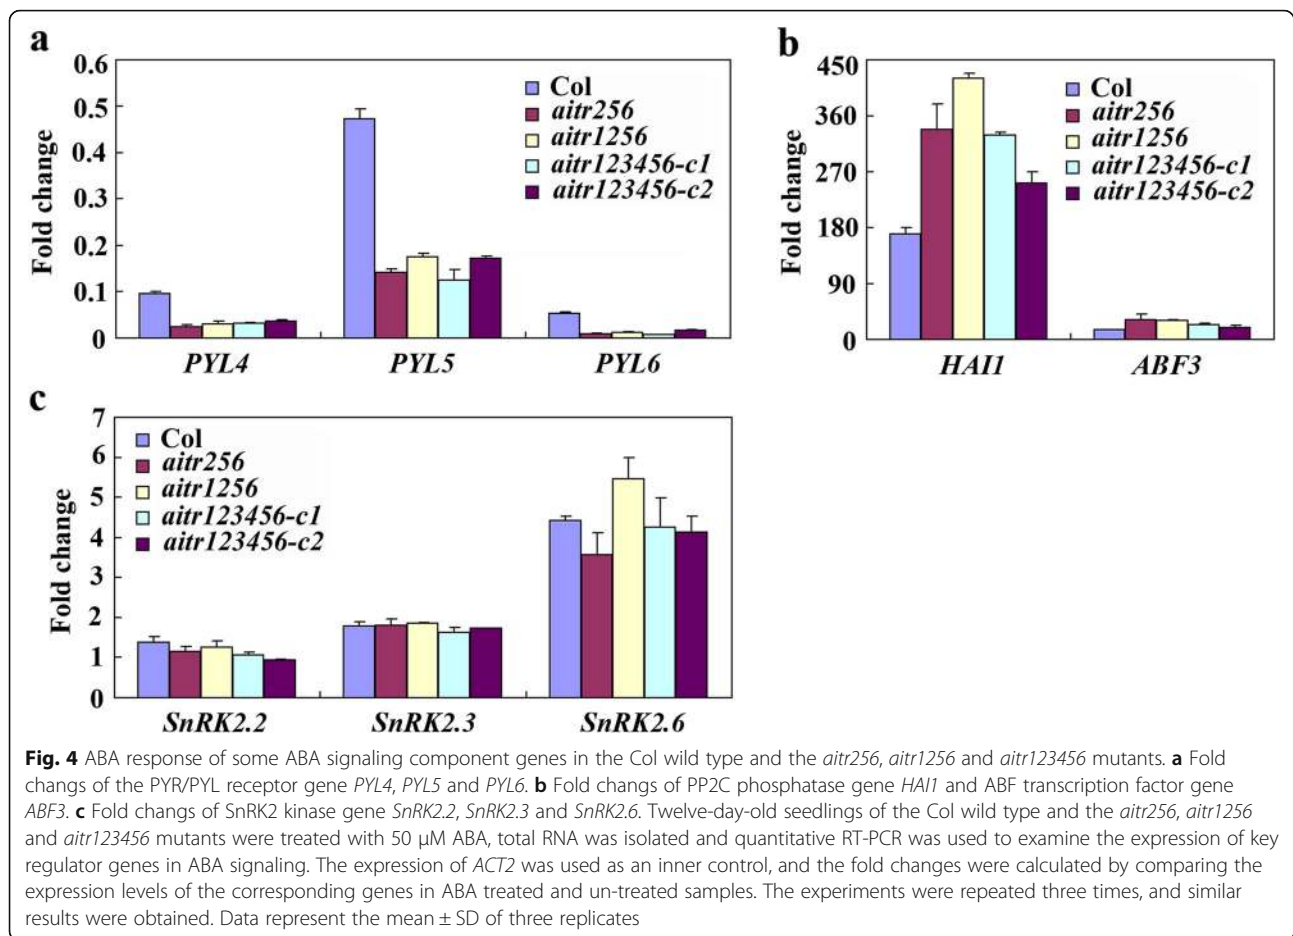 a
0.6
0.5
0.4
0.3
0.2
0.1
0
Fold change
Col
aitr256
aitr1256
aitr123456-c1
aitr123456-c2
PYL4 PYL5 PYL6
b
450
360
270
180
90
0
Fold change
Col
aitr256
aitr1256
aitr123456-c1
aitr123456-c2
HAI1 ABF3
c
7
6
5
4
3
2
1
0
Fold change
Col
aitr256
aitr1256
aitr123456-c1
aitr123456-c2
SnRK2.2 SnRK2.3 SnRK2.6
Fig. 4 ABA response of some ABA signaling component genes in the Col wild type and the aitr256, aitr1256 and aitr123456 mutants. a Fold
changs of the PYR/PYL receptor gene PYL4, PYL5 and PYL6. b Fold changs of PP2C phosphatase gene HAI1 and ABF transcription factor gene
ABF3. c Fold changs of SnRK2 kinase gene SnRK2.2, SnRK2.3 and SnRK2.6. Twelve-day-old seedlings of the Col wild type and the aitr256, aitr1256
and aitr123456 mutants were treated with 50 μM ABA, total RNA was isolated and quantitative RT-PCR was used to examine the expression of key
regulator genes in ABA signaling. The expression of ACT2 was used as an inner control, and the fold changes were calculated by comparing the
expression levels of the corresponding genes in ABA treated and un-treated samples. The experiments were repeated three times, and similar
results were obtained. Data represent the mean ± SD of three replicates